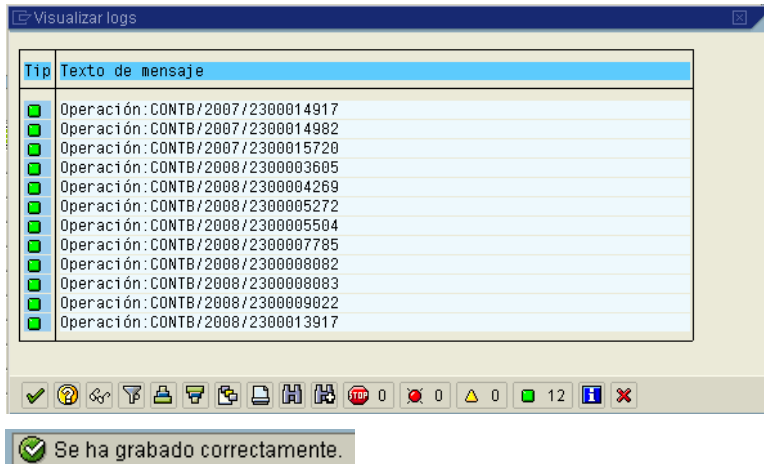 Visualizar logs
Tip Texto de mensaje
Operación:CONTB/2007/2300014917
Operación:CONTB/2007/2300014982
Operación:CONTB/2007/2300015720
Operación:CONTB/2008/2300003605
Operación:CONTB/2008/2300004269
Operación:CONTB/2008/2300005272
Operación:CONTB/2008/2300005504
Operación:CONTB/2008/2300007785
Operación:CONTB/2008/2300008082
Operación:CONTB/2008/2300008083
Operación:CONTB/2008/2300009022
Operación:CONTB/2008/2300013917
STOP 0 0 0 12
Se ha grabado correctamente.